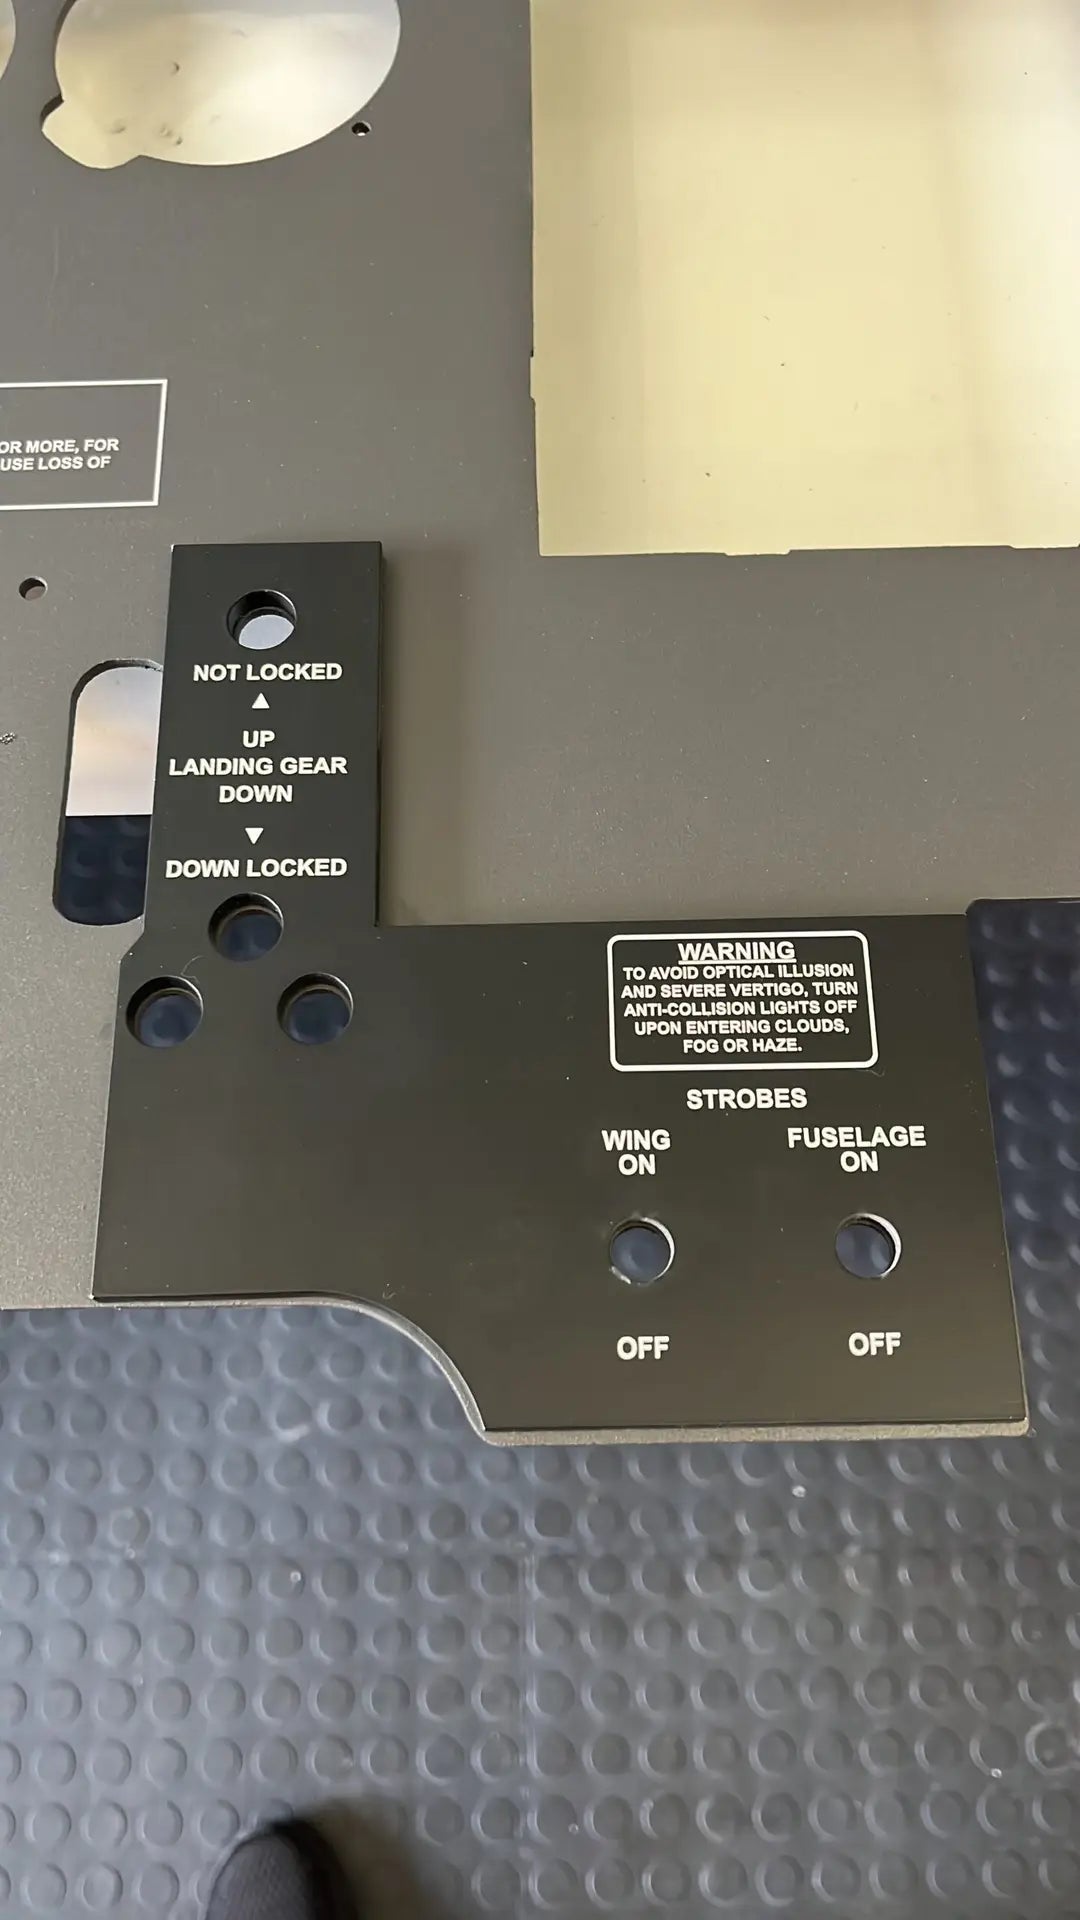 OR MORE, FOR
USE LOSS OF
NOT LOCKED
UP
LANDING GEAR
DOWN
DOWN LOCKED
WARNING
TO AVOID OPTICAL ILLUSION
AND SEVERE VERTIGO, TURN
ANTI-COLLISION LIGHTS OFF
UPON ENTERING CLOUDS,
FOG OR HAZE.
STROBES
WING
ON
FUSELAGE
ON
OFF
OFF